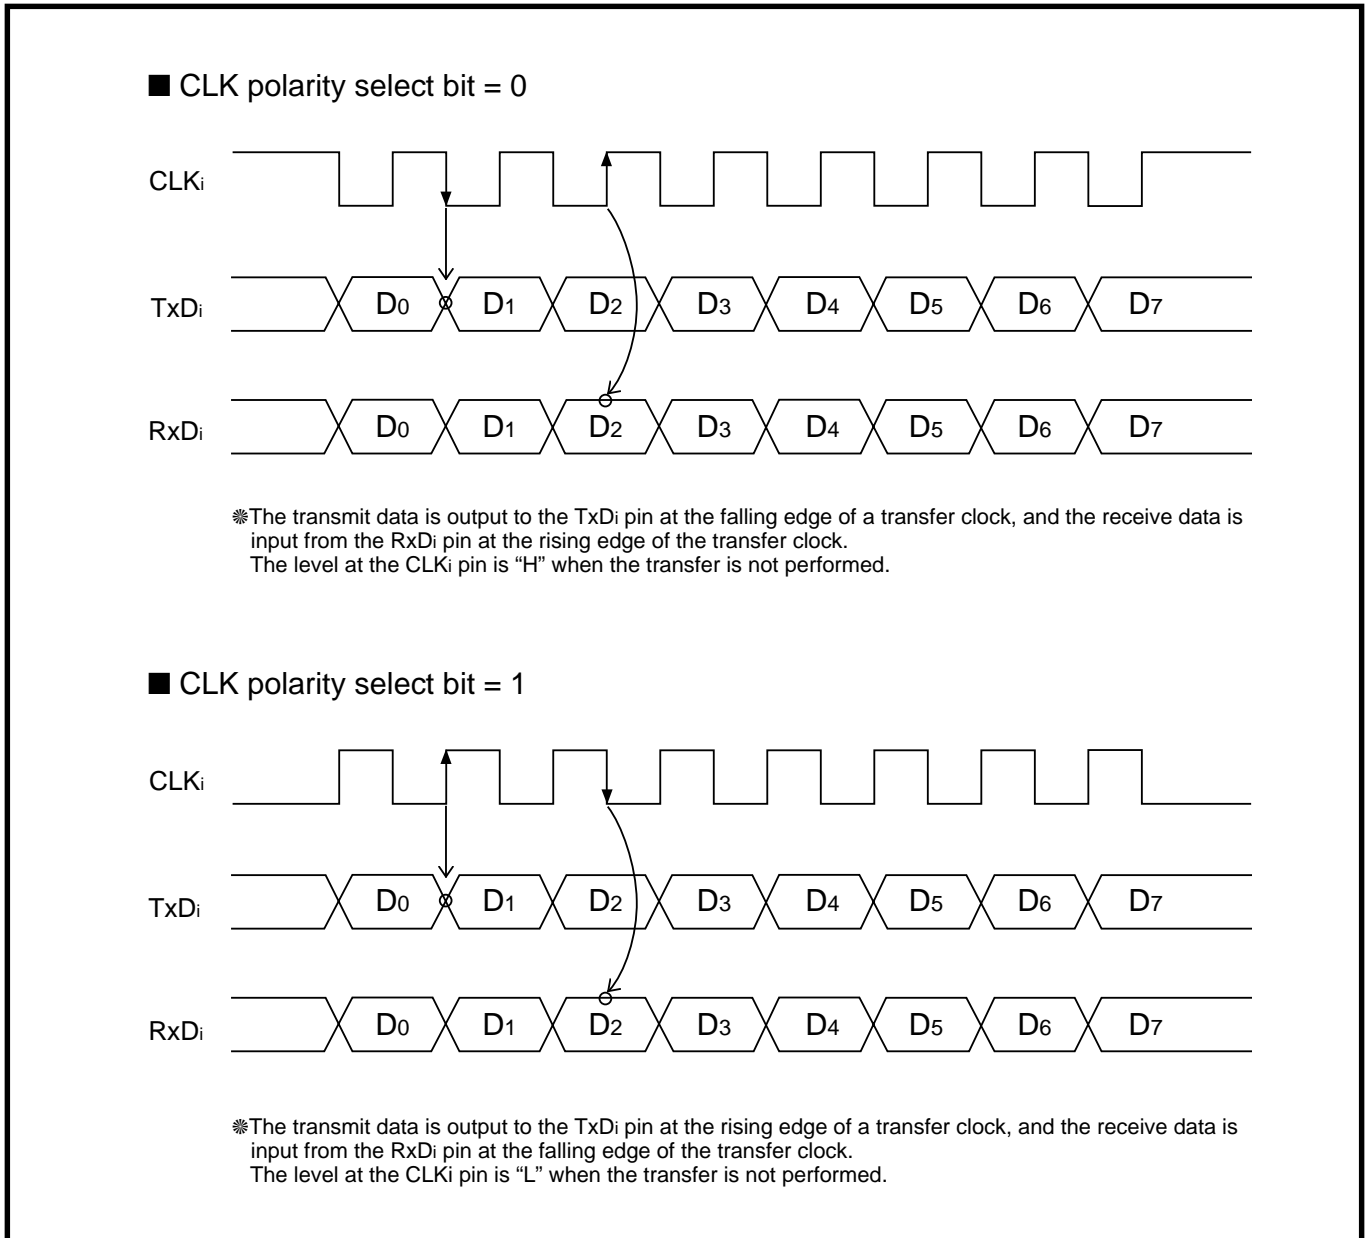 ■ CLK polarity select bit = 0
CLKi
TxDi D0 D1 D2 D3 D4 D5 D6 D7
RxDi D0 D1 D2 D3 D4 D5 D6 D7
※The transmit data is output to the TxDi pin at the falling edge of a transfer clock, and the receive data is
input from the RxDi pin at the rising edge of the transfer clock.
The level at the CLKi pin is “H” when the transfer is not performed.
■ CLK polarity select bit = 1
CLKi
TxDi D0 D1 D2 D3 D4 D5 D6 D7
RxDi D0 D1 D2 D3 D4 D5 D6 D7
※The transmit data is output to the TxDi pin at the rising edge of a transfer clock, and the receive data is
input from the RxDi pin at the falling edge of the transfer clock.
The level at the CLKi pin is “L” when the transfer is not performed.